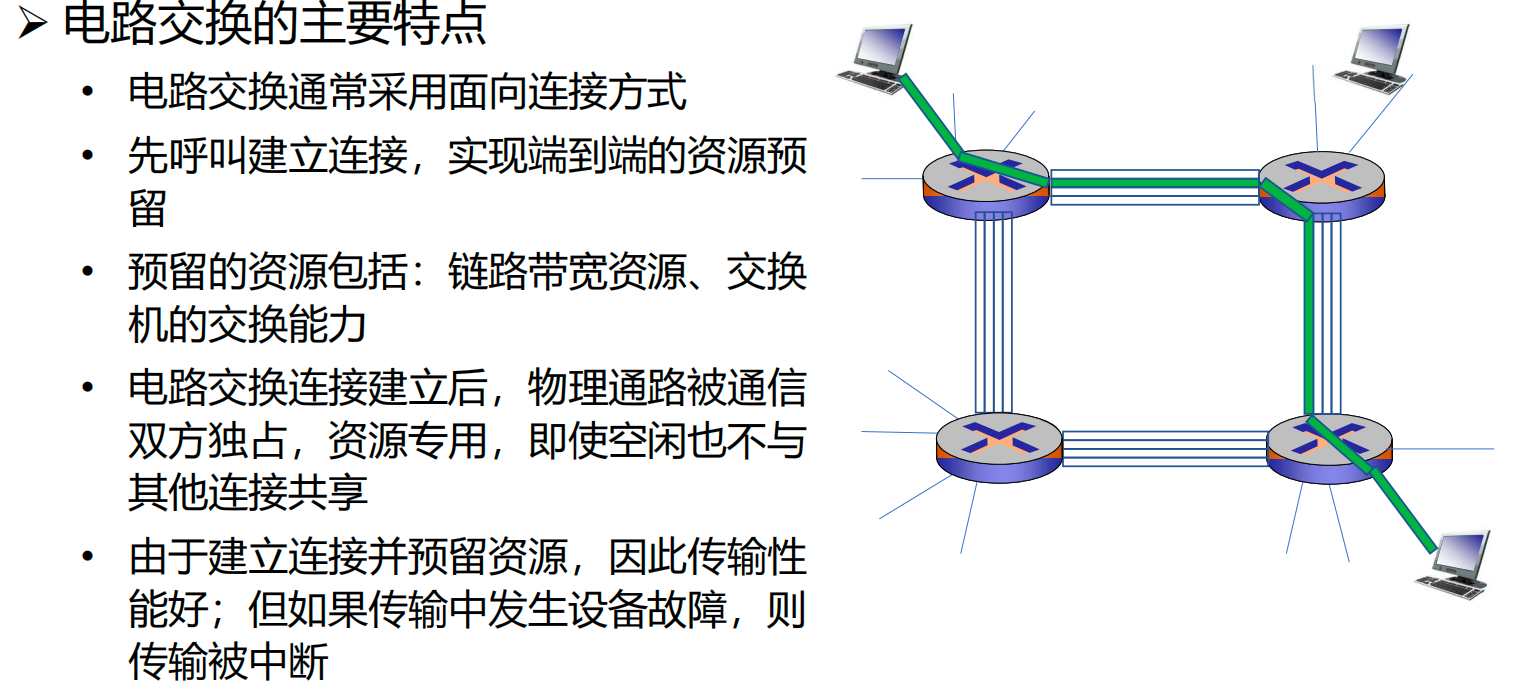 ➢ 电路交换的主要特点
• 电路交换通常采用面向连接方式
• 先呼叫建立连接，实现端到端的资源预
留
• 预留的资源包括：链路带宽资源、交换
机的交换能力
• 电路交换连接建立后，物理通路被通信
双方独占，资源专用，即使空闲也不与
其他连接共享
• 由于建立连接并预留资源，因此传输性
能好；但如果传输中发生设备故障，则
传输被中断